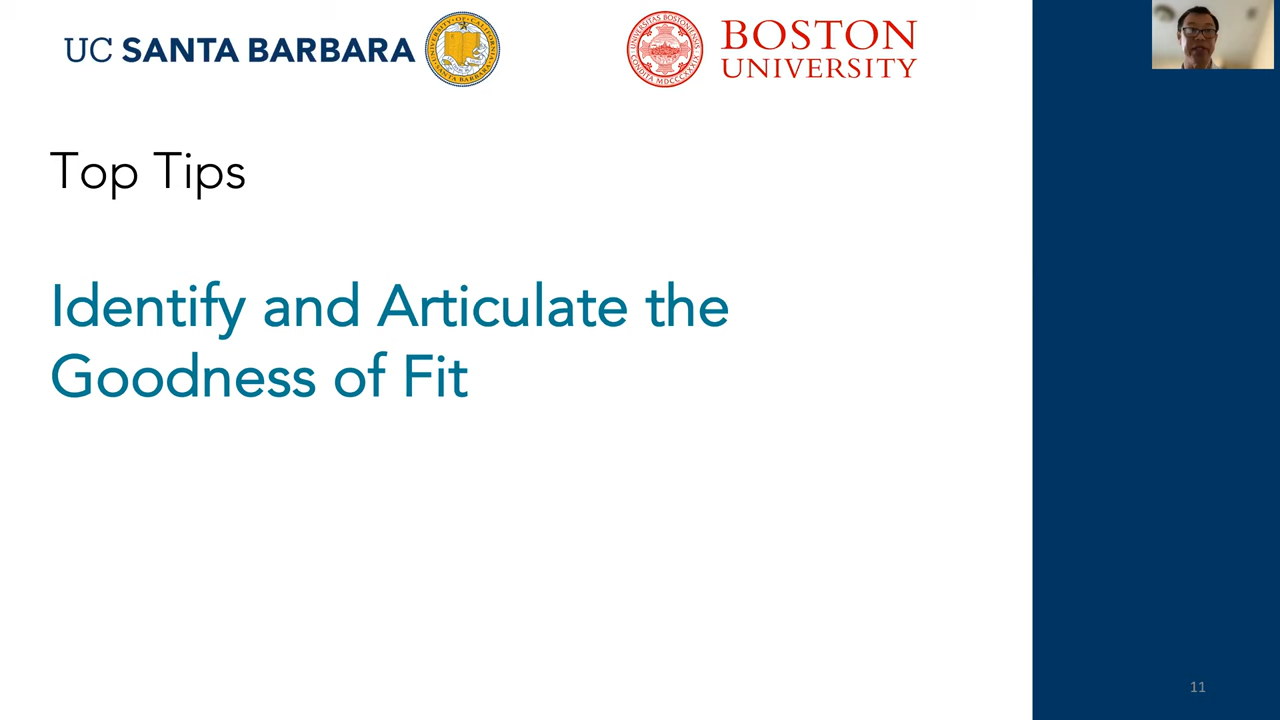 UC SANTA BARBARA
BOSTON
UNIVERSITY
Top Tips
Identify and Articulate the
Goodness of Fit
11